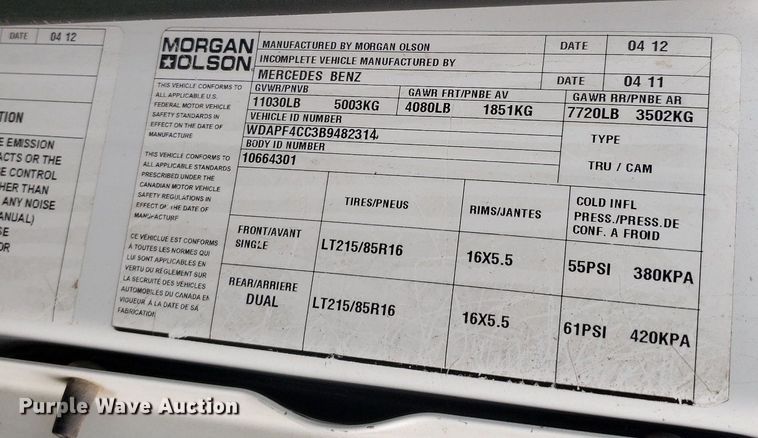 DATE 04 12
TION
E EMISSION
ACTS OR THE
E CONTROL
HER THAN
ANY NOISE
ANUAL)
SE
OR
MORGAN
OLSON
MANUFACTURED BY MORGAN OLSON DATE 04 12
INCOMPLETE VEHICLE MANUFACTURED BY
MERCEDES BENZ DATE 04 11
GVWR/PNVB GAWR FRT/PNBE AV GAWR RR/PNBE AR
11030LB 5003KG 4080LB 1851KG 7720LB 3502KG
VEHICLE ID NUMBER
WDAPF4CC3B9482314
TYPE
BODY ID NUMBER
10664301
TRU / CAM
THIS VEHICLE CONFORMS TO
ALL APPLICABLE U.S.
FEDERAL MOTOR VEHICLE
SAFETY STANDARDS IN
EFFECT ON THE DATE OF
MANUFACTURE
THIS VEHICLE CONFORMS TO
ALL APPLICABLE STANDARDS
PRESCRIBED UNDER THE
CANADIAN MOTOR VEHICLE
SAFETY REGULATIONS IN
EFFECT ON THE DATE OF
MANUFACTURE
CE VÉHICLUE EST CONFORMS
A TOUTES LES NORMES QUI
LUI SONT APPLICABLES EN
VERTU DU RÉGLEMENT SUR
LA SECRUITÉ DES VÉHICLES
AUTOMOBILES DU CANADA EN
VIGUEUR À LA DATE DE SA
FABRICATION
TIRES/PNEUS RIMS/JANTES COLD INFL
PRESS./PRESS.DE
CONF. A FROID
FRONT/AVANT
SINGLE LT215/85R16 16X5.5 55PSI 380KPA
REAR/ARRIERE
DUAL LT215/85R16 16X5.5 61PSI 420KPA
Purple Wave Auction